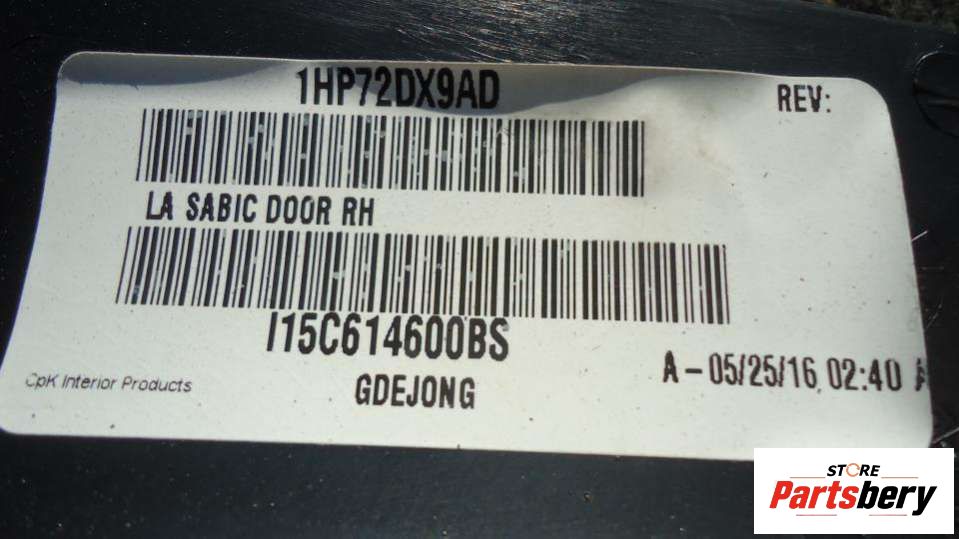 1HP72DX9AD
REV:
LA SABIC DOOR RH
I15C614600BS
CpK Interior Products
GDEJONG
A - 05/25/16 02:40
STORE
Partsbery